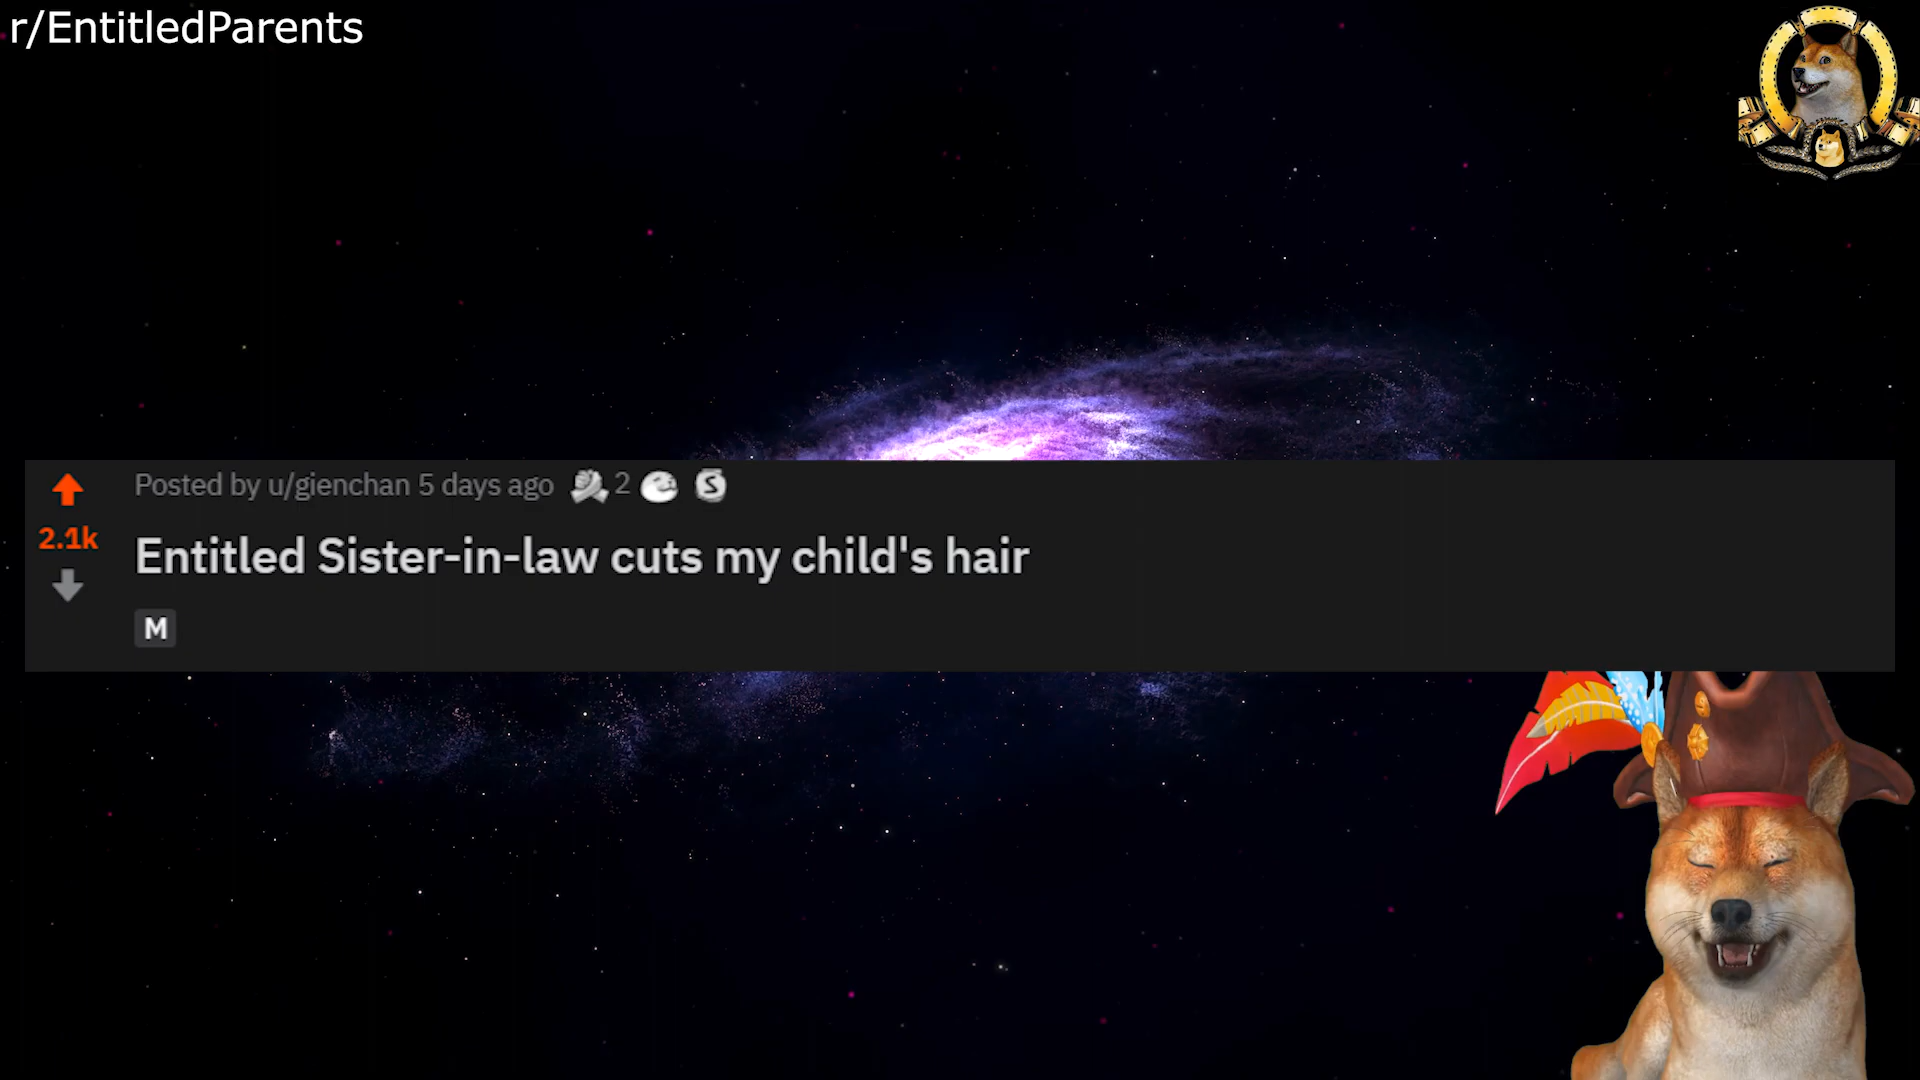 r/EntitledParents
Posted by u/gienchan 5 days ago 2 S
2.1k
Entitled Sister-in-law cuts my child's hair
M